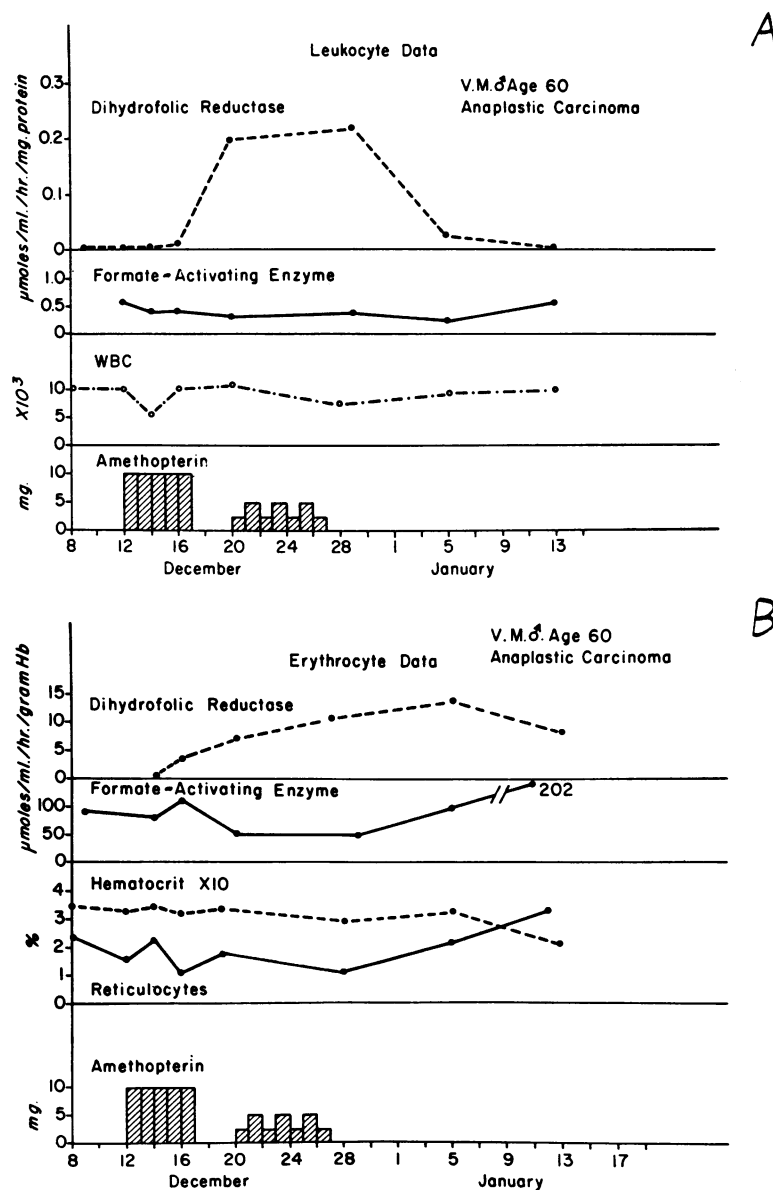 A
Leukocyte Data
V.M.♂ Age 60
Anaplastic Carcinoma
Dihydrofolic Reductase
0.3
0.2
0.1
0
µmoles/ml./hr./mg. protein
Formate-Activating Enzyme
1.0
0.5
0
WBC
X10³
10
5
0
Amethopterin
mg.
10
5
0
8 12 16 20 24 28 1 5 9 13
December January
B
V.M.♂. Age 60
Anaplastic Carcinoma
Erythrocyte Data
Dihydrofolic Reductase
15
10
5
0
µmoles/ml./hr./gram Hb
Formate-Activating Enzyme
202
100
50
0
Hematocrit X10
4
3
2
1
0
%
Reticulocytes
Amethopterin
mg.
10
5
0
8 12 16 20 24 28 1 5 9 13 17
December January